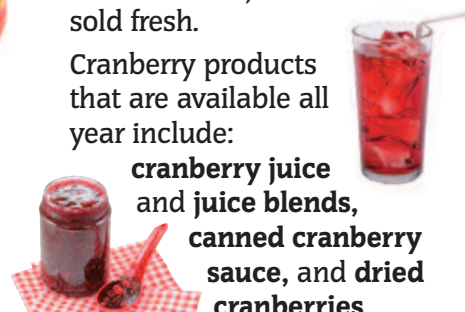 sold fresh.
Cranberry products
that are available all
year include:
cranberry juice
and juice blends,
canned cranberry
sauce, and dried
cranberries